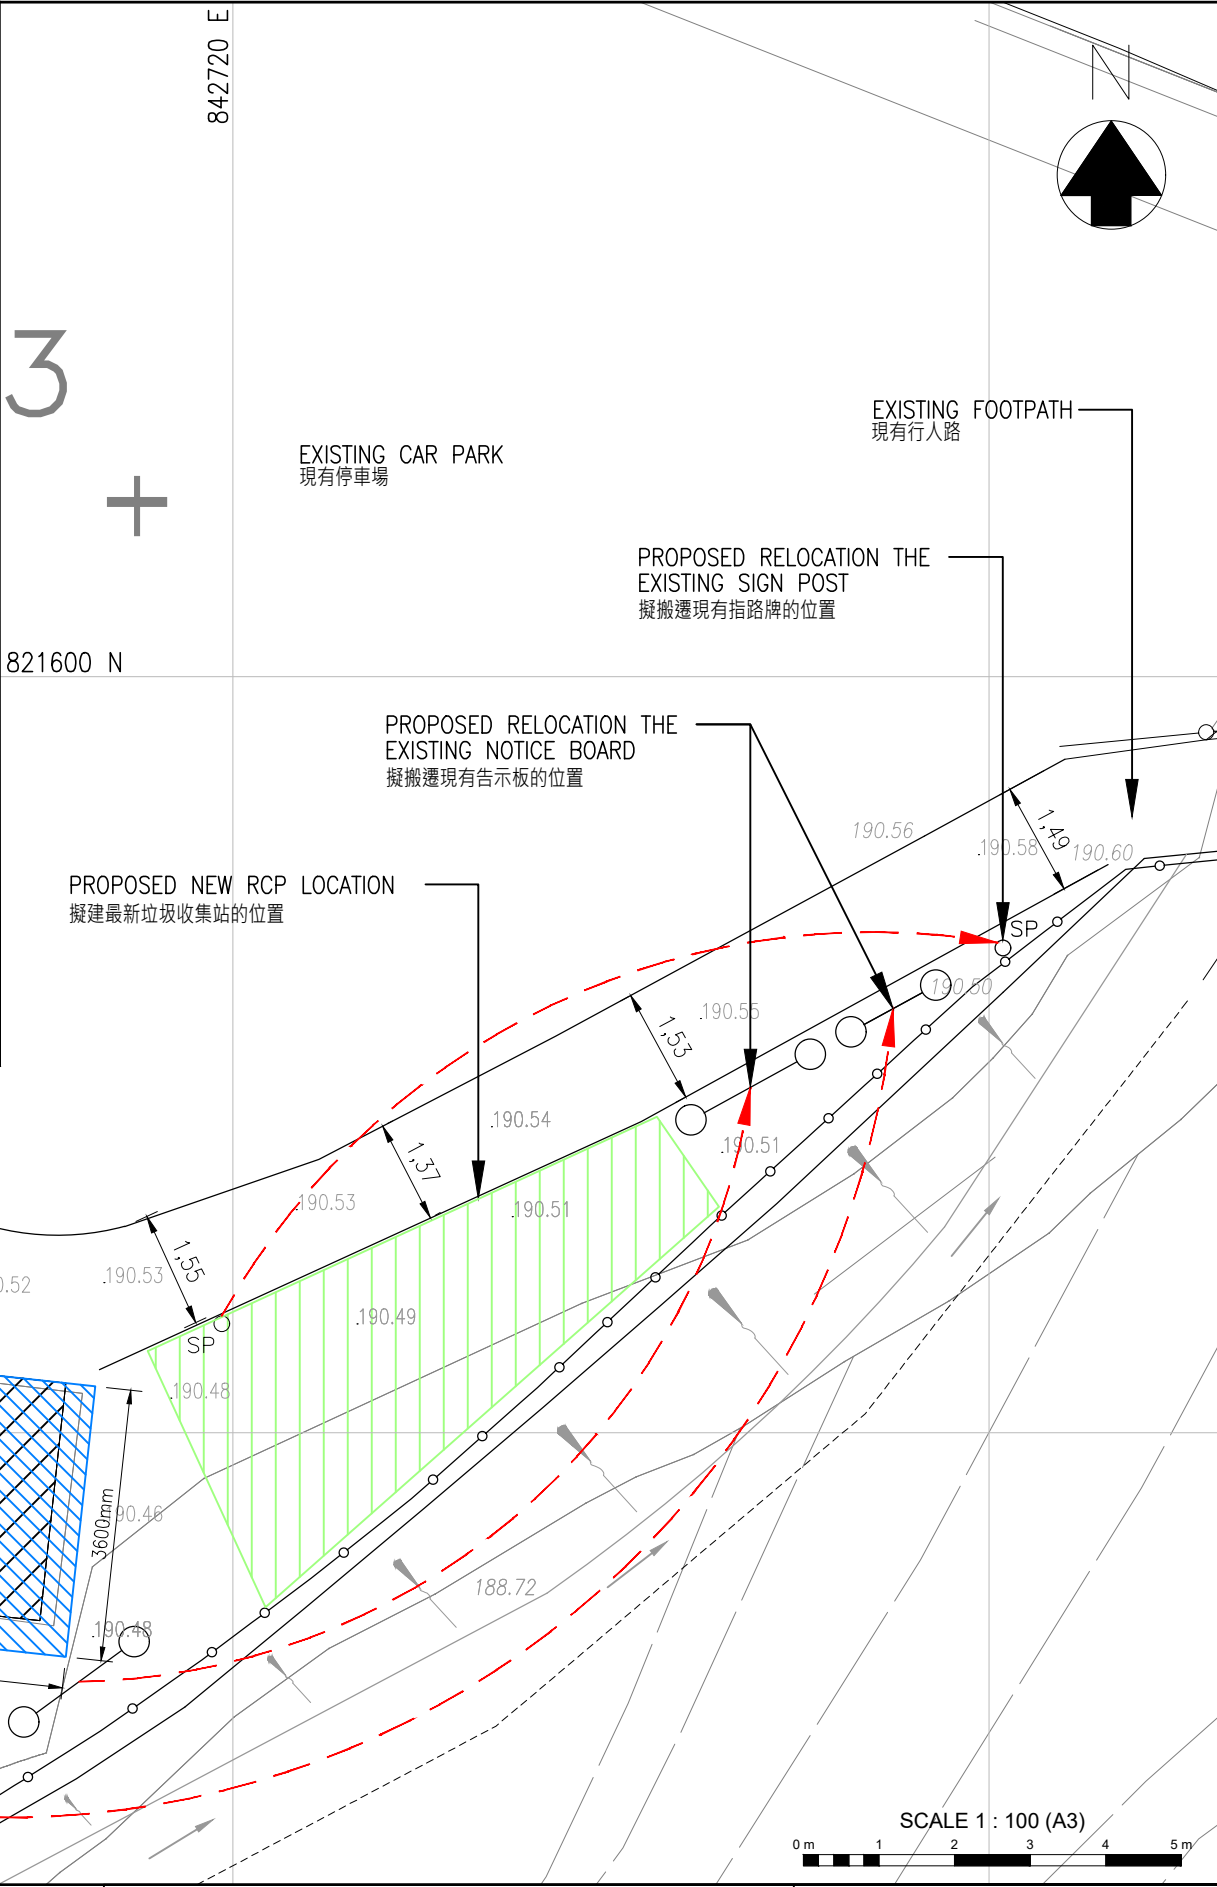 842720 E
N
3
EXISTING FOOTPATH
現有行人路
EXISTING CAR PARK
現有停車場
PROPOSED RELOCATION THE
EXISTING SIGN POST
擬搬遷現有指路牌的位置
821600 N
PROPOSED RELOCATION THE
EXISTING NOTICE BOARD
擬搬遷現有告示板的位置
190.56
1,49
.190.58
190.60
PROPOSED NEW RCP LOCATION
擬建最新垃圾收集站的位置
SP
190.50
.190.55
1,53
.190.54
.190.51
1,37
.190.53
.190.51
1,55
.190.53
0.52
.190.49
SP
.190.48
3600mm
90.46
188.72
.190.48
SCALE 1 : 100 (A3)
0 m 1 2 3 4 5 m